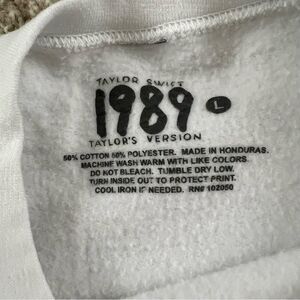 TAYLOR SWIFT
1989 L
TAYLOR'S VERSION
50% COTTON 50% POLYESTER. MADE IN HONDURAS.
MACHINE WASH WARM WITH LIKE COLORS.
DO NOT BLEACH. TUMBLE DRY LOW.
TURN INSIDE OUT TO PROTECT PRINT.
COOL IRON IF NEEDED. RN# 102050